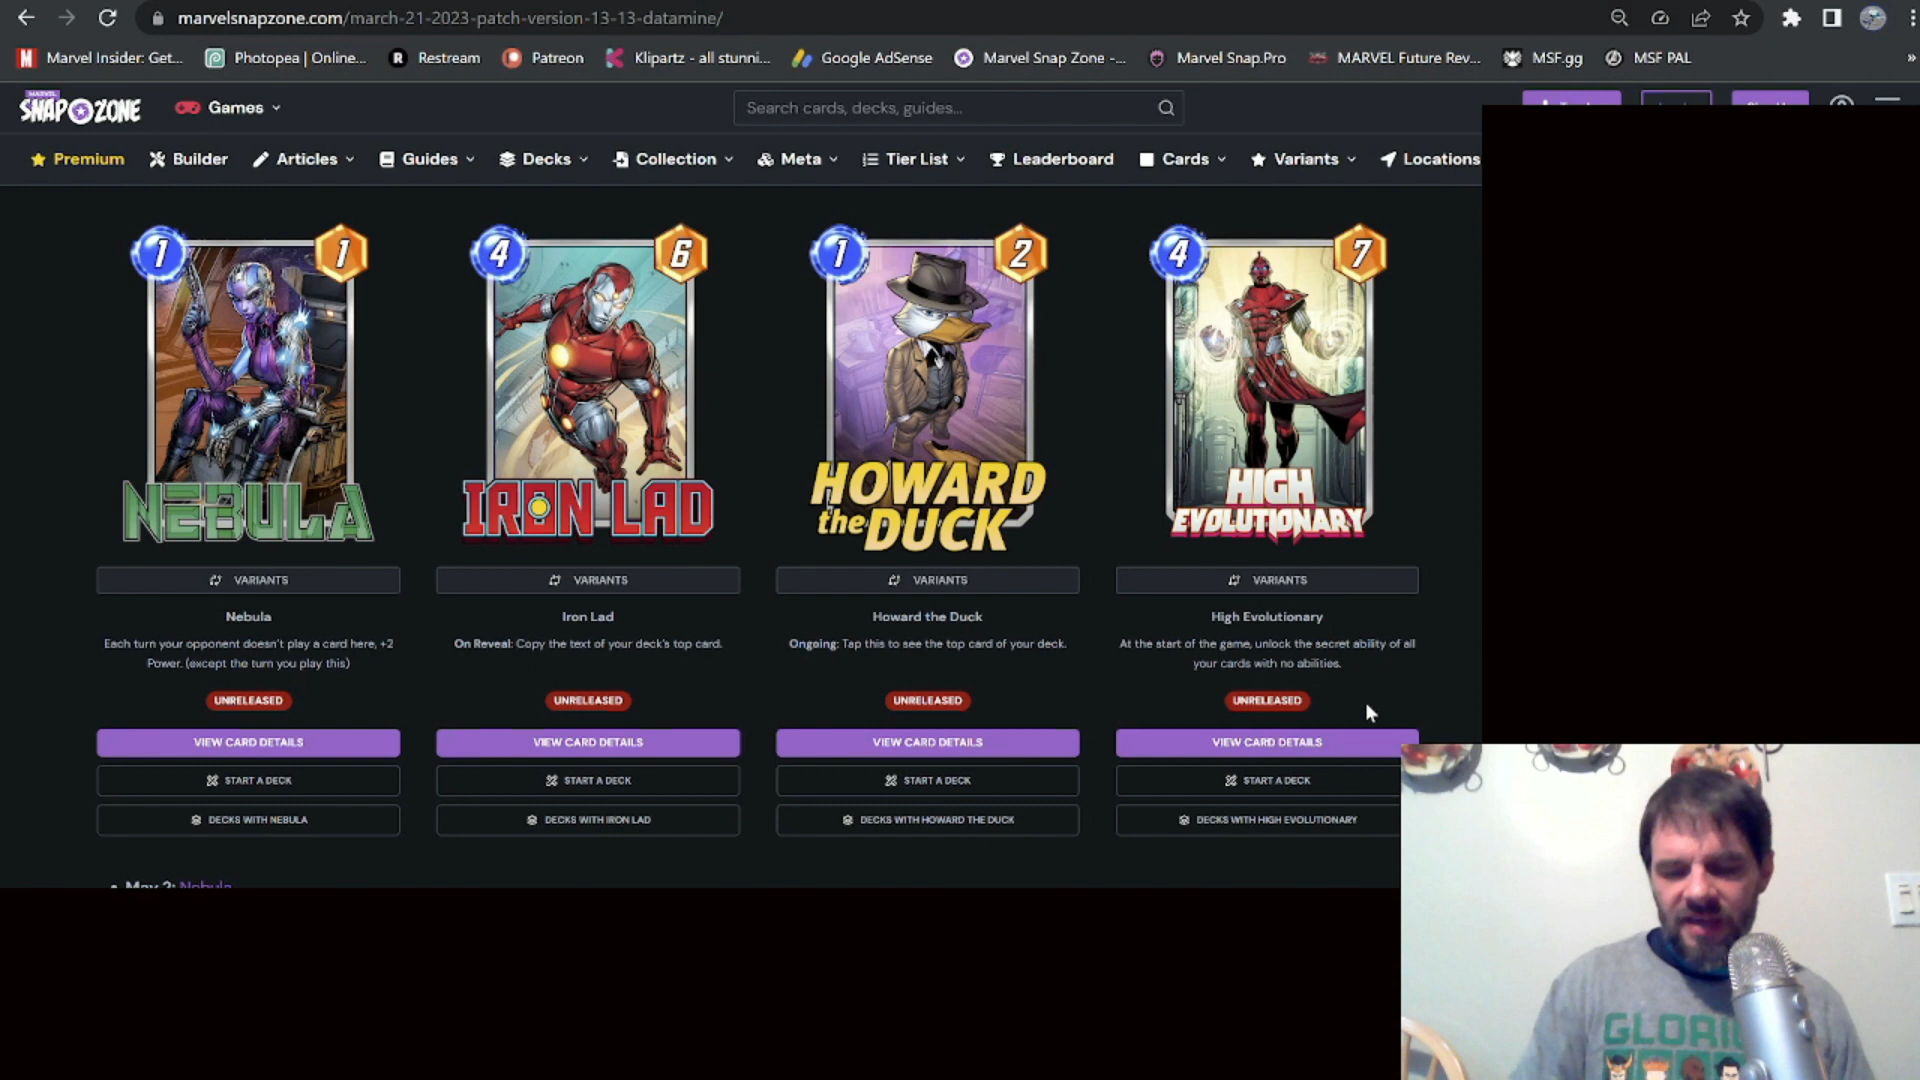 marvelsnapzone.com/march-21-2023-patch-version-13-13-datamine/
Marvel Insider: Get... Photopea | Online... Restream Patreon Klipartz - all stunni... Google AdSense Marvel Snap Zone -... Marvel Snap.Pro MARVEL Future Rev... MSF.gg MSF PAL »
MARVEL
SNAP ZONE Games Search cards, decks, guides...
Premium Builder Articles Guides Decks Collection Meta Tier List Leaderboard Cards Variants Locations
1 1 4 6 1 2 4 7
NEBULA IRON LAD HOWARD the DUCK HIGH EVOLUTIONARY
VARIANTS VARIANTS VARIANTS VARIANTS
Nebula Iron Lad Howard the Duck High Evolutionary
Each turn your opponent doesn't play a card here, +2 On Reveal: Copy the text of your deck's top card. Ongoing: Tap this to see the top card of your deck. At the start of the game, unlock the secret ability of all
Power. (except the turn you play this) your cards with no abilities.
UNRELEASED UNRELEASED UNRELEASED UNRELEASED
VIEW CARD DETAILS VIEW CARD DETAILS VIEW CARD DETAILS VIEW CARD DETAILS
START A DECK START A DECK START A DECK START A DECK
DECKS WITH NEBULA DECKS WITH IRON LAD DECKS WITH HOWARD THE DUCK DECKS WITH HIGH EVOLUTIONARY
• May 2: Nebula